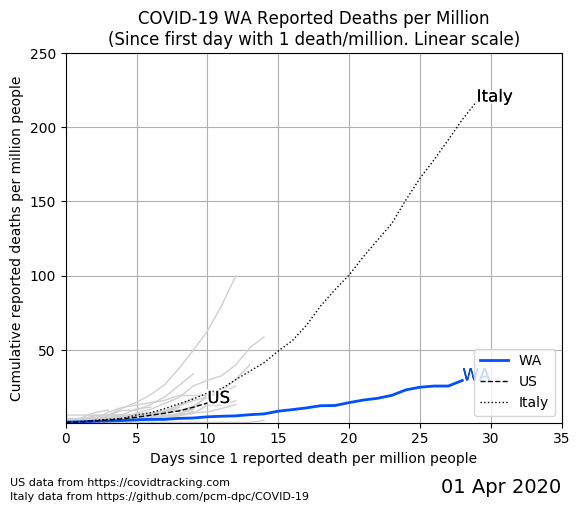 COVID-19 WA Reported Deaths per Million
(Since first day with 1 death/million. Linear scale)
Cumulative reported deaths per million people
250
200
150
100
50
Italy
US
WA
WA
US
Italy
0
5
10
15
20
25
30
35
Days since 1 reported death per million people
US data from https://covidtracking.com
Italy data from https://github.com/pcm-dpc/COVID-19
01 Apr 2020